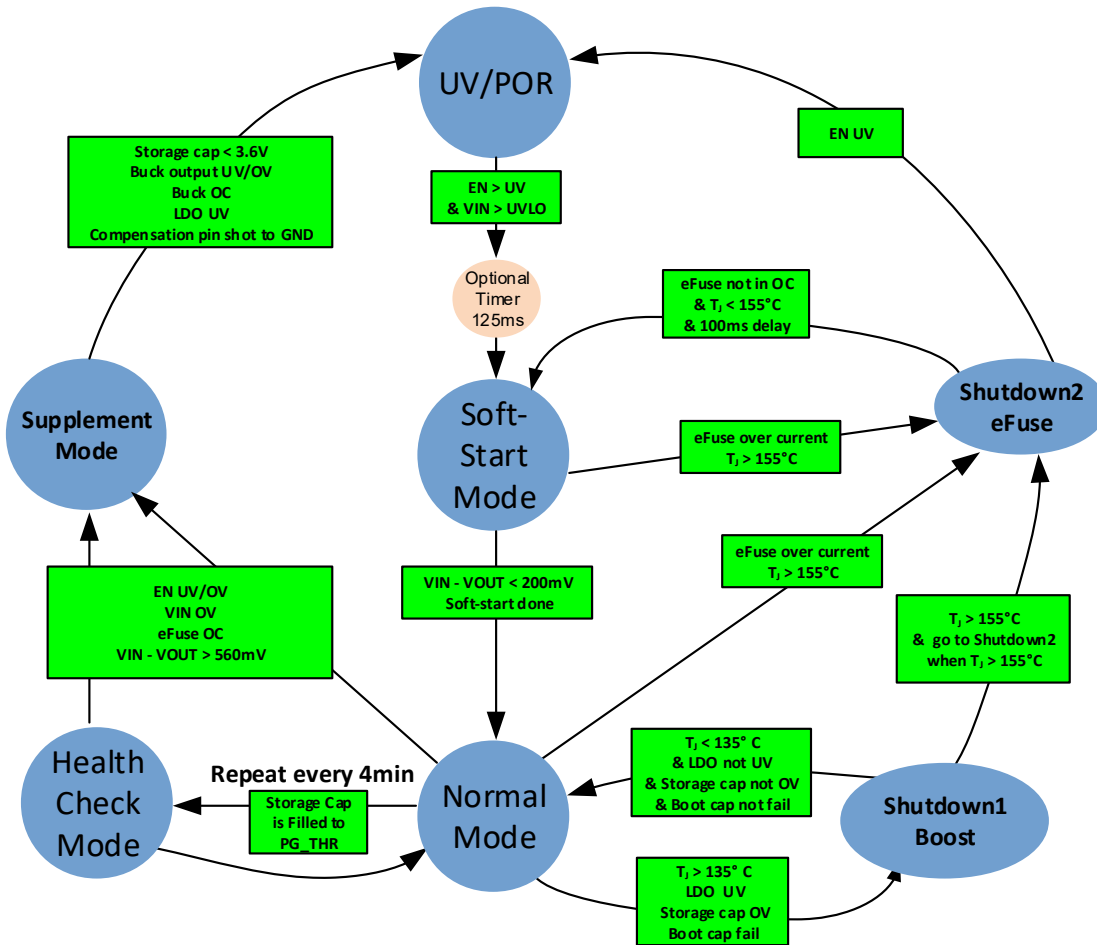 UV/POR
EN UV
Storage cap < 3.6V
Buck output UV/OV
Buck OC
LDO UV
Compensation pin shot to GND
EN > UV
& VIN > UVLO
Optional
Timer
125ms
eFuse not in OC
& TJ < 155°C
& 100ms delay
Shutdown2
eFuse
Supplement
Mode
Soft-
Start
Mode
eFuse over current
TJ > 155°C
eFuse over current
TJ > 155°C
VIN - VOUT < 200mV
Soft-start done
EN UV/OV
VIN OV
eFuse OC
VIN - VOUT > 560mV
TJ > 155°C
& go to Shutdown2
when TJ > 155°C
Health
Check
Mode
Repeat every 4min
Storage Cap
is Filled to
PG_THR
Normal
Mode
TJ < 135° C
& LDO not UV
& Storage cap not OV
& Boot cap not fail
Shutdown1
Boost
TJ > 135° C
LDO UV
Storage cap OV
Boot cap fail